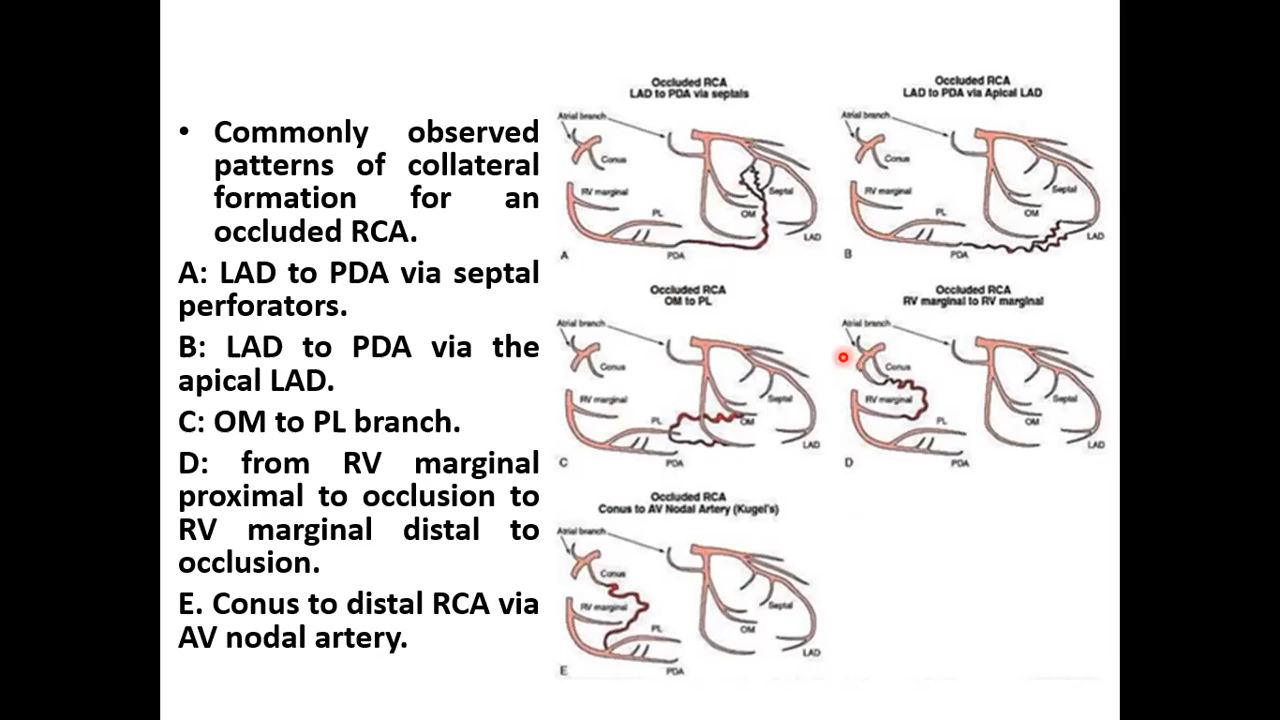 • Commonly observed
patterns of collateral
formation for an
occluded RCA.
A: LAD to PDA via septal
perforators.
B: LAD to PDA via the
apical LAD.
C: OM to PL branch.
D: from RV marginal
proximal to occlusion to
RV marginal distal to
occlusion.
E. Conus to distal RCA via
AV nodal artery.
Occluded RCA
LAD to PDA via septals
Atrial branch
Conus
RV marginal
Septal
PL
OM
LAD
PDA
A
Occluded RCA
LAD to PDA via Apical LAD
Atrial branch
Conus
RV marginal
Septal
PL
OM
LAD
PDA
B
Occluded RCA
OM to PL
Atrial branch
Conus
RV marginal
Septal
PL
OM
LAD
PDA
C
Occluded RCA
RV marginal to RV marginal
Atrial branch
Conus
RV marginal
Septal
PL
OM
LAD
PDA
D
Occluded RCA
Conus to AV Nodal Artery (Kugel's)
Atrial branch
Conus
RV marginal
Septal
PL
OM
LAD
PDA
E